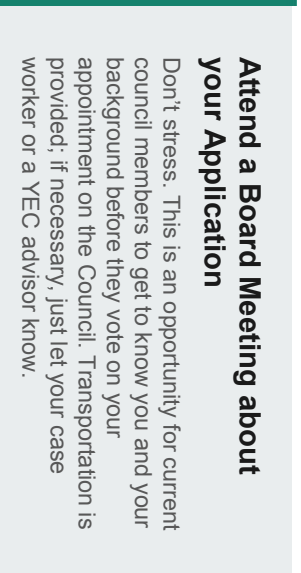 Attend a Board Meeting about
your Application
Don't stress. This is an opportunity for current
council members to get to know you and your
background before they vote on your
appointment on the Council. Transportation is
provided; if necessary, just let your case
worker or a YEC advisor know.